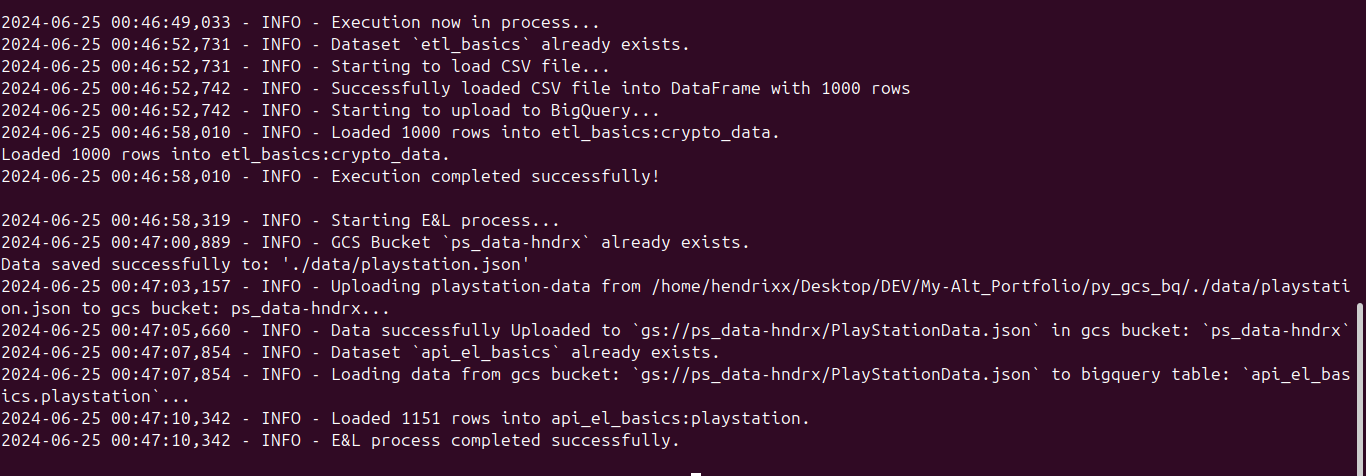 2024-06-25 00:46:49,033 - INFO - Execution now in process...
2024-06-25 00:46:52,731 - INFO - Dataset `etl_basics` already exists.
2024-06-25 00:46:52,731 - INFO - Starting to load CSV file...
2024-06-25 00:46:52,742 - INFO - Successfully loaded CSV file into DataFrame with 1000 rows
2024-06-25 00:46:52,742 - INFO - Starting to upload to BigQuery...
2024-06-25 00:46:58,010 - INFO - Loaded 1000 rows into etl_basics:crypto_data.
Loaded 1000 rows into etl_basics:crypto_data.
2024-06-25 00:46:58,010 - INFO - Execution completed successfully!

2024-06-25 00:46:58,319 - INFO - Starting E&L process...
2024-06-25 00:47:00,889 - INFO - GCS Bucket `ps_data-hndrx` already exists.
Data saved successfully to: './data/playstation.json'
2024-06-25 00:47:03,157 - INFO - Uploading playstation-data from /home/hendrixx/Desktop/DEV/My-Alt_Portfolio/py_gcs_bq/./data/playstati
on.json to gcs bucket: ps_data-hndrx...
2024-06-25 00:47:05,660 - INFO - Data successfully Uploaded to `gs://ps_data-hndrx/PlayStationData.json` in gcs bucket: `ps_data-hndrx`
2024-06-25 00:47:07,854 - INFO - Dataset `api_el_basics` already exists.
2024-06-25 00:47:07,854 - INFO - Loading data from gcs bucket: `gs://ps_data-hndrx/PlayStationData.json` to bigquery table: `api_el_bas
ics.playstation`...
2024-06-25 00:47:10,342 - INFO - Loaded 1151 rows into api_el_basics:playstation.
2024-06-25 00:47:10,342 - INFO - E&L process completed successfully.